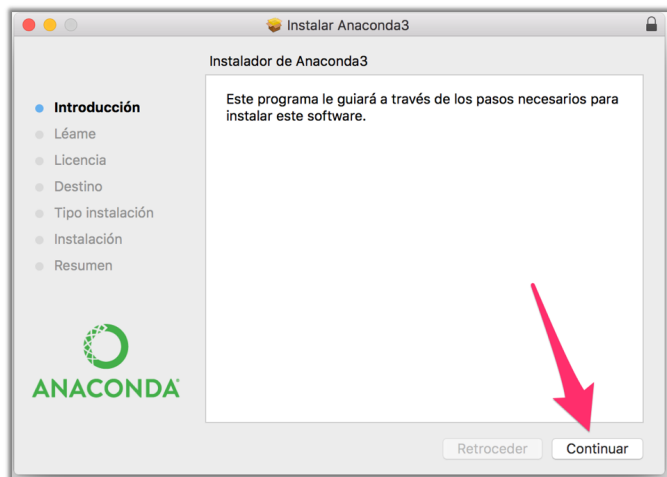 Instalar Anaconda3
Instalador de Anaconda3
Introducción
Léame
Licencia
Destino
Tipo instalación
Instalación
Resumen
Este programa le guiará a través de los pasos necesarios para
instalar este software.
ANACONDA
Retroceder
Continuar